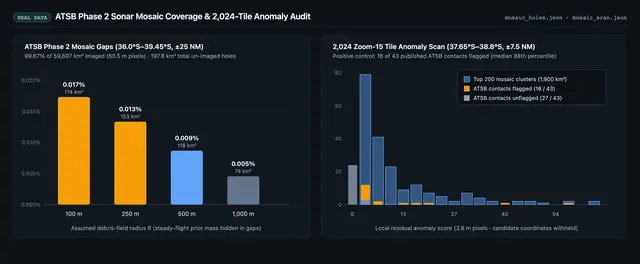 REAL DATA
ATSB Phase 2 Sonar Mosaic Coverage & 2,024-Tile Anomaly Audit
mosaic_holes.json · mosaic_scan.json
ATSB Phase 2 Mosaic Gaps (36.0°S–39.45°S, ±25 NM)
99.67% of 59,607 km² imaged (60.5 m pixels) · 197.8 km² total un-imaged holes
0.020%
0.015%
0.010%
0.005%
0.000%
0.017%
174 km²
0.013%
153 km²
0.009%
118 km²
0.005%
74 km²
100 m
250 m
500 m
1,000 m
Assumed debris-field radius R (steady-flight prior mass hidden in gaps)
2,024 Zoom-15 Tile Anomaly Scan (37.65°S–38.8°S, ±7.5 NM)
Positive control: 16 of 43 published ATSB contacts flagged (median 88th percentile)
80
60
40
20
0
Top 200 mosaic clusters (1,900 km²)
ATSB contacts flagged (16 / 43)
ATSB contacts unflagged (27 / 43)
0
13
27
40
54
Local residual anomaly score (3.6 m pixels · candidate coordinates withheld)